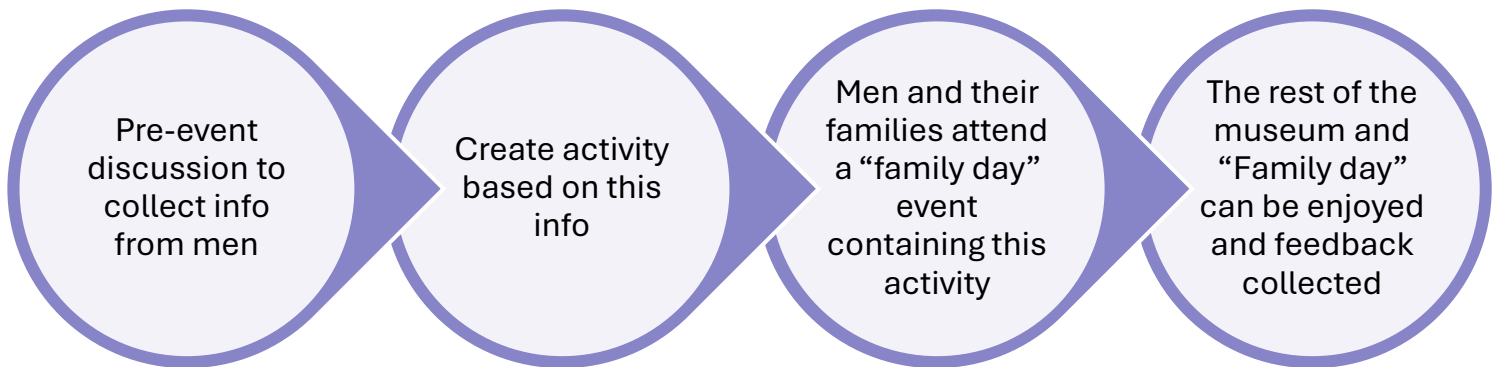 Pre-event
discussion to
collect info
from men
Create activity
based on this
info
Men and their
families attend
a “family day”
event
containing this
activity
The rest of the
museum and
“Family day”
can be enjoyed
and feedback
collected